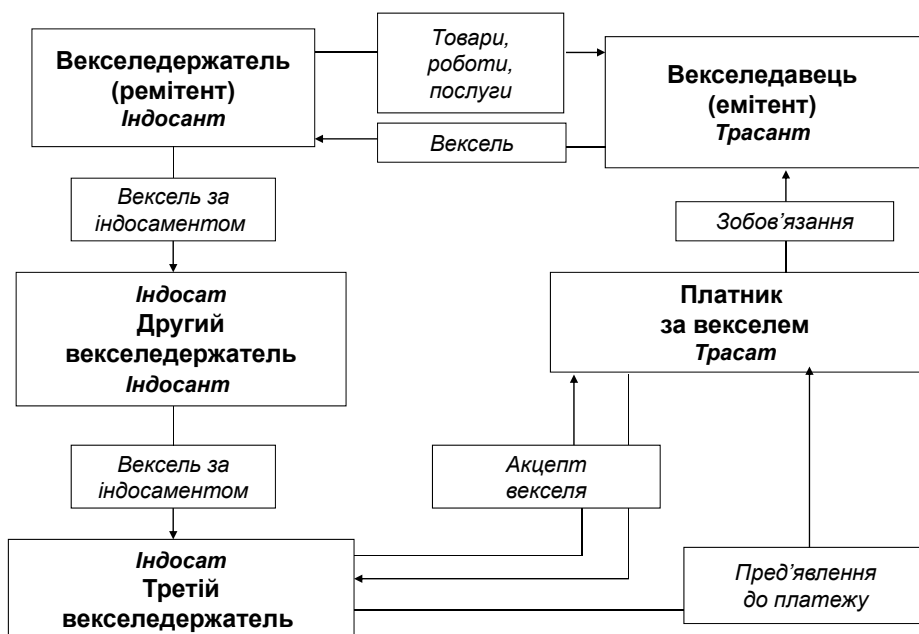 Векселедержатель
(ремітент)
Індосант
Товари,
роботи,
послуги
Векселедавець
(емітент)
Трасант
Вексель
Вексель за
індосаментом
Зобов’язання
Індосат
Другий
векселедержатель
Індосант
Платник
за векселем
Трасат
Вексель за
індосаментом
Акцепт
векселя
Індосат
Третій
векселедержатель
Пред’явлення
до платежу